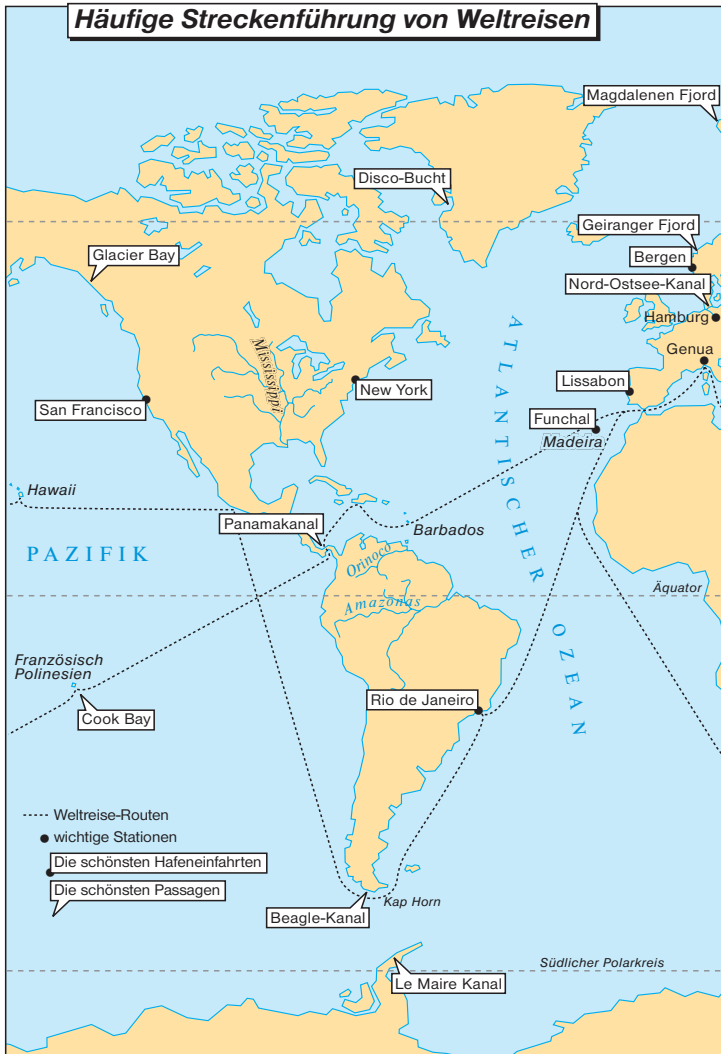 Häufige Streckenführung von Weltreisen
Magdalenen Fjord
Disco-Bucht
Geiranger Fjord
Glacier Bay
Bergen
Nord-Ostsee-Kanal
Hamburg
Mississippi
Genua
New York
Lissabon
San Francisco
Funchal
Madeira
ATLANTISCHER OZEAN
Hawaii
Panamakanal
Barbados
PAZIFIK
Orinoco
Äquator
Amazonas
Französisch
Polinesien
Cook Bay
Rio de Janeiro
Weltreise-Routen
wichtige Stationen
Die schönsten Hafeneinfahrten
Die schönsten Passagen
Kap Horn
Beagle-Kanal
Südlicher Polarkreis
Le Maire Kanal